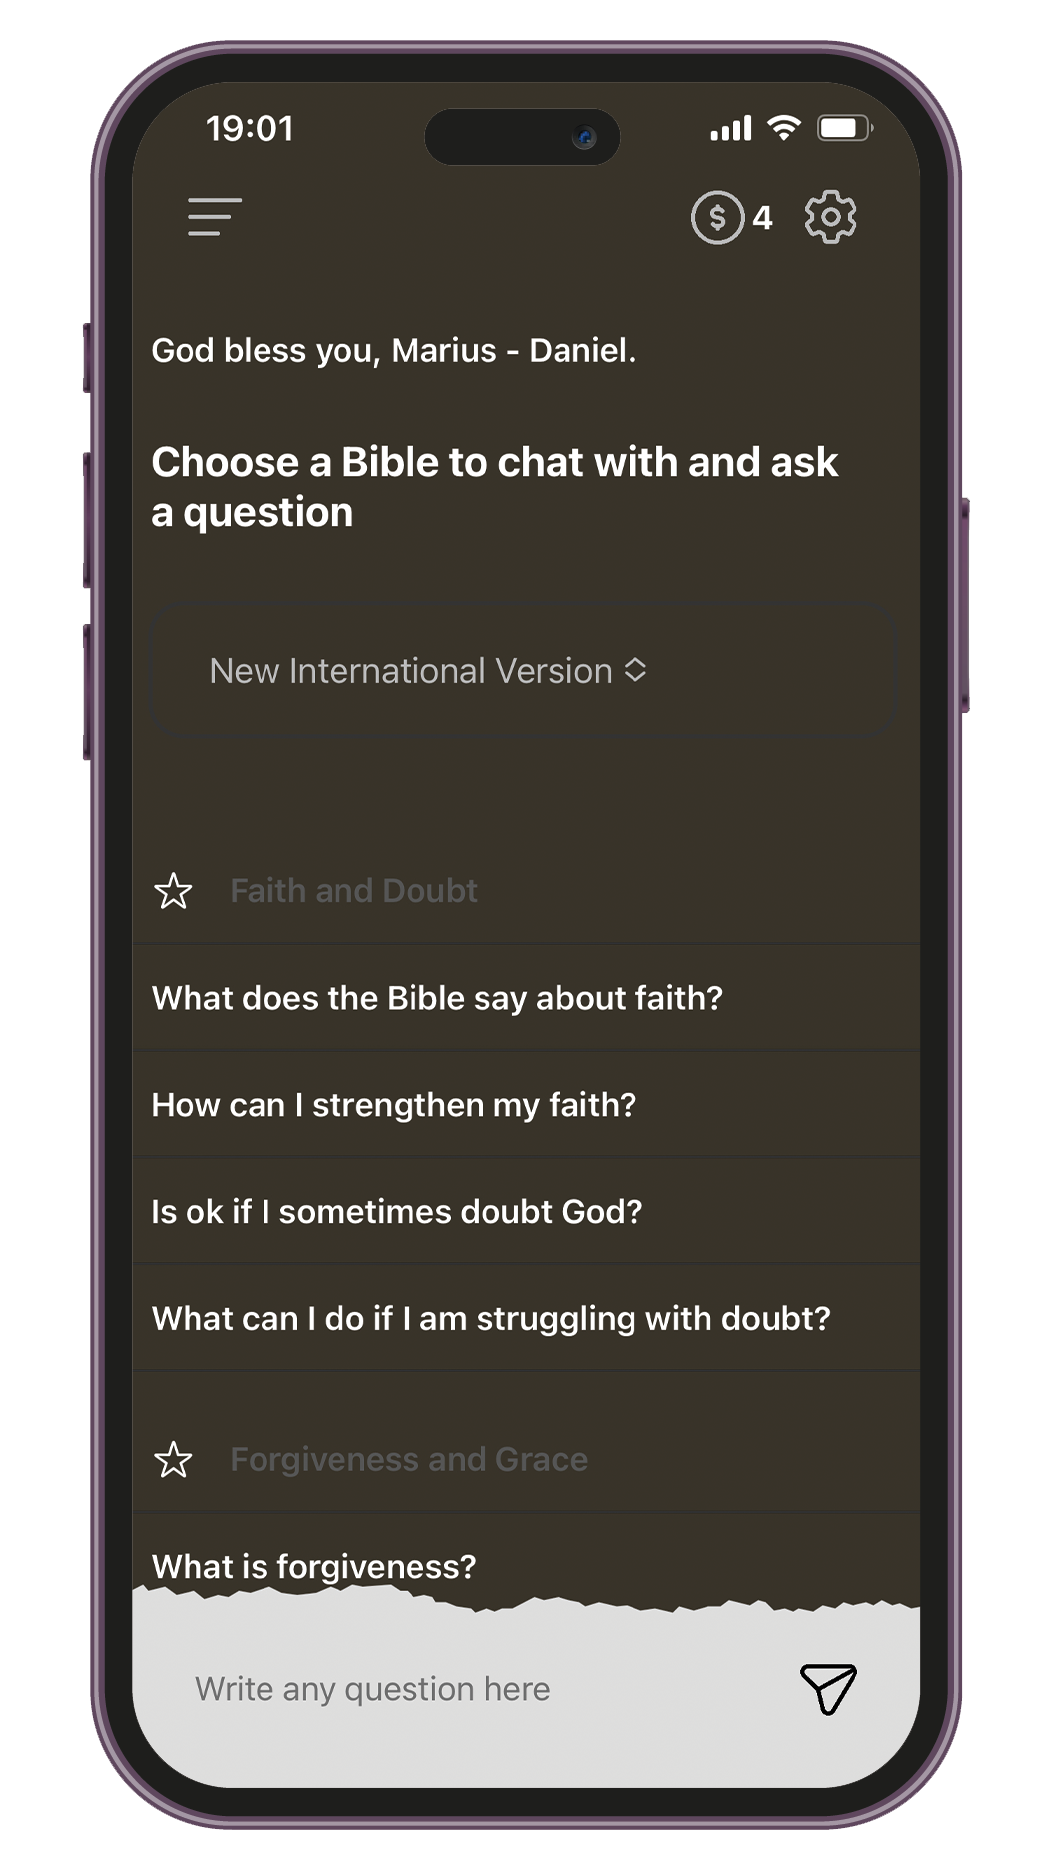 19:01
$ 4
God bless you, Marius - Daniel.
Choose a Bible to chat with and ask
a question
New International Version
Faith and Doubt
What does the Bible say about faith?
How can I strengthen my faith?
Is ok if I sometimes doubt God?
What can I do if I am struggling with doubt?
Forgiveness and Grace
What is forgiveness?
Write any question here